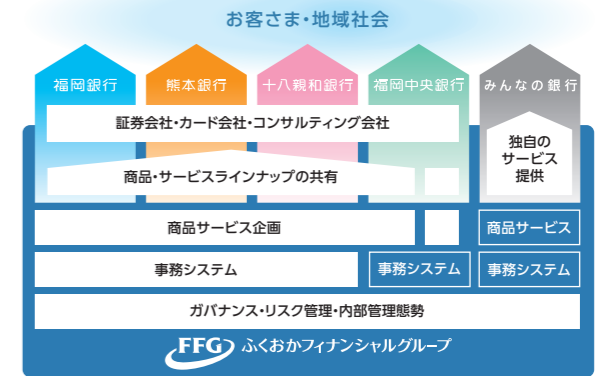 お客さま・地域社会
福岡銀行
熊本銀行
十八親和銀行
福岡中央銀行
みんなの銀行
証券会社・カード会社・コンサルティング会社
独自の
サービス
提供
商品・サービスラインナップの共有
商品サービス企画
商品サービス
事務システム
事務システム
事務システム
ガバナンス・リスク管理・内部管理態勢
FFG ふくおかフィナンシャルグループ